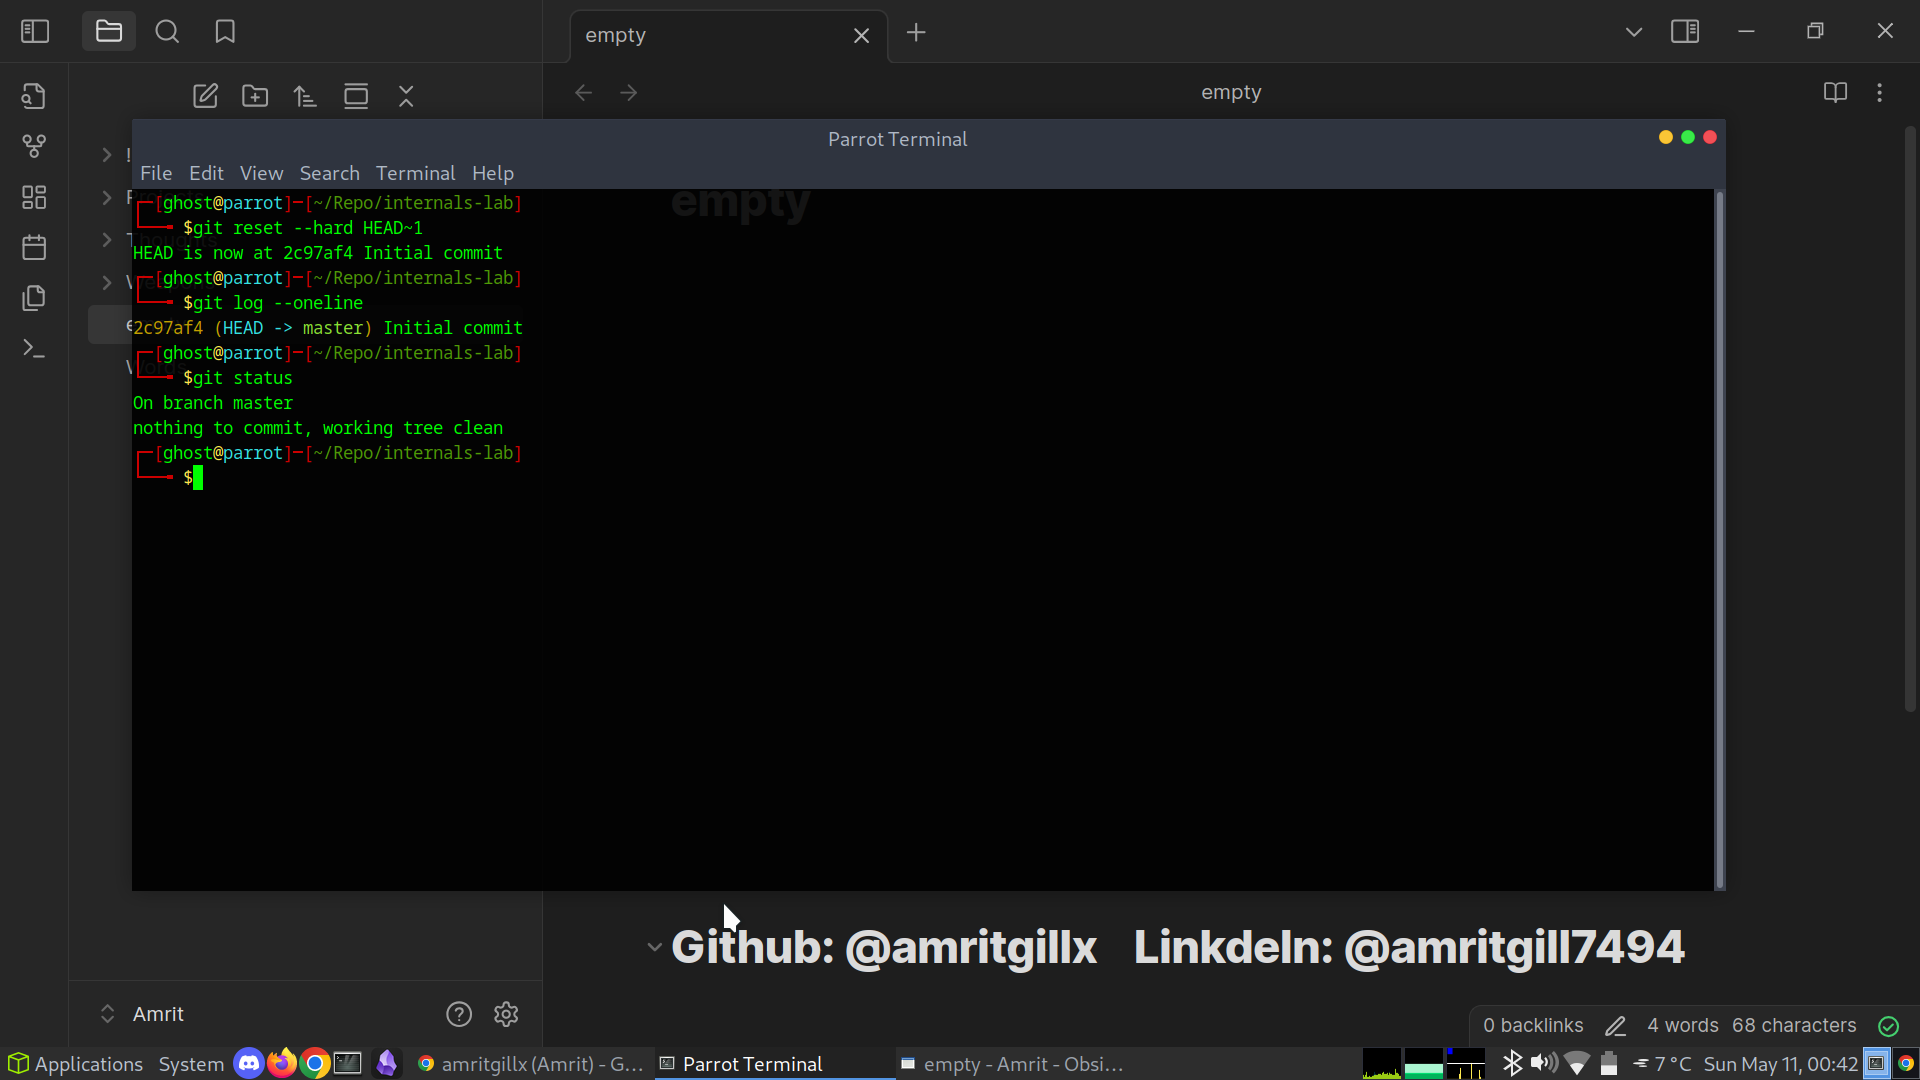 empty
empty
Parrot Terminal
File Edit View Search Terminal Help
empty
┌─[ghost@parrot]─[~/Repo/internals-lab]
└──╼ $git reset --hard HEAD~1
HEAD is now at 2c97af4 Initial commit
┌─[ghost@parrot]─[~/Repo/internals-lab]
└──╼ $git log --oneline
2c97af4 (HEAD -> master) Initial commit
┌─[ghost@parrot]─[~/Repo/internals-lab]
└──╼ $git status
On branch master
nothing to commit, working tree clean
┌─[ghost@parrot]─[~/Repo/internals-lab]
└──╼ $
Github: @amritgillx Linkdeln: @amritgill7494
Amrit
0 backlinks 4 words 68 characters
Applications System amritgillx (Amrit) - G... Parrot Terminal empty - Amrit - Obsi... 7 °C Sun May 11, 00:42